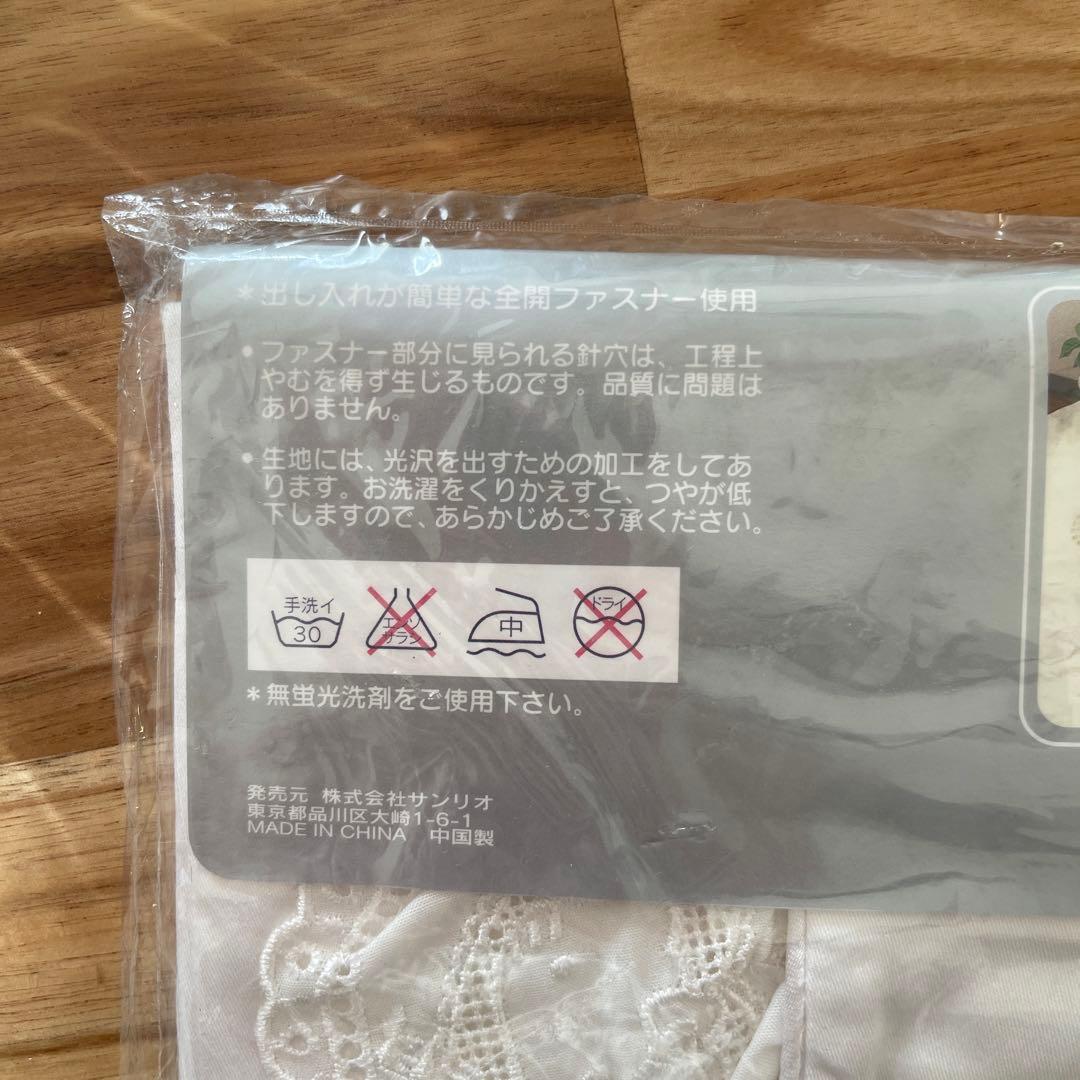 ＊出し入れが簡単な全開ファスナー使用
・ファスナー部分に見られる針穴は、工程上
やむを得ず生じるものです。品質に問題は
ありません。
・生地には、光沢を出すための加工をしてあ
ります。お洗濯をくりかえすと、つやが低
下しますので、あらかじめご了承ください。
手洗イ
30
エンソ
サラシ
中
ドライ
＊無蛍光洗剤をご使用下さい。
発売元 株式会社サンリオ
東京都品川区大崎1-6-1
MADE IN CHINA 中国製